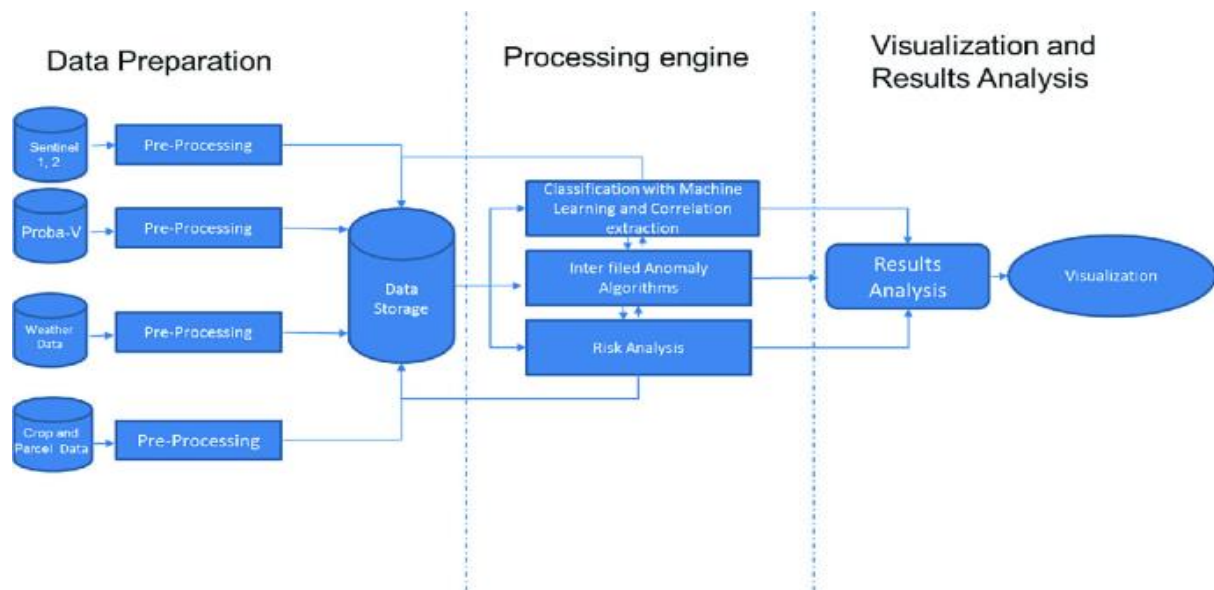 Data Preparation
Processing engine
Visualization and
Results Analysis
Sentinel
1, 2
Pre-Processing
Proba-V
Pre-Processing
Weather
Data
Pre-Processing
Crop and
Parcel Data
Pre-Processing
Data
Storage
Classification with Machine
Learning and Correlation
extraction
Inter filed Anomaly
Algorithms
Risk Analysis
Results
Analysis
Visualization